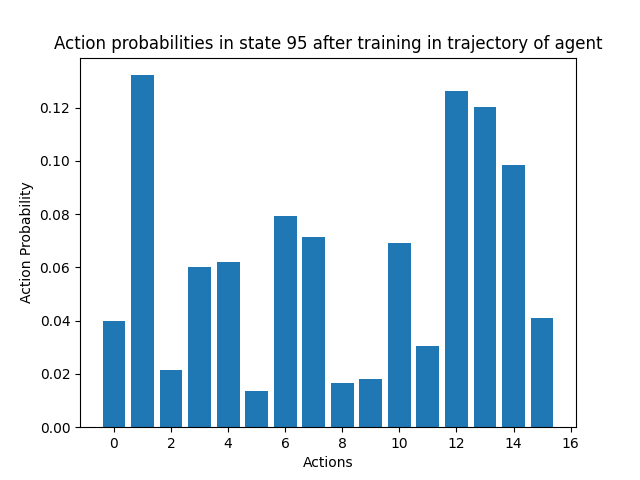 Action probabilities in state 95 after training in trajectory of agent
0.12
0.10
0.08
0.06
0.04
0.02
0.00
Action Probability
0 2 4 6 8 10 12 14 16
Actions